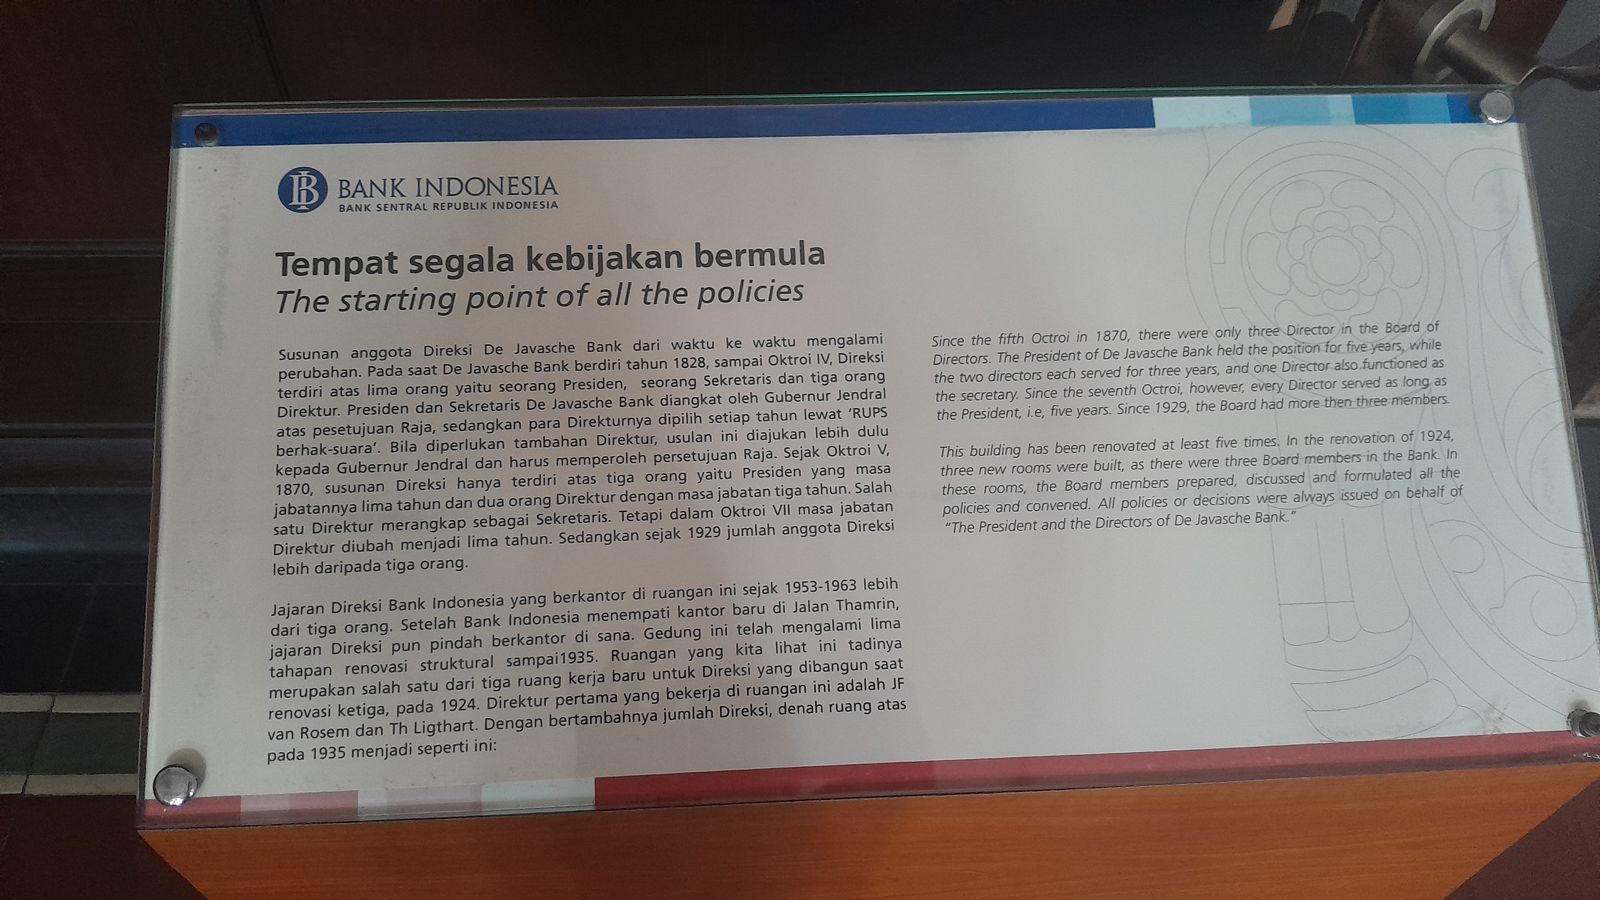 BANK INDONESIA
BANK SENTRAL REPUBLIK INDONESIA
Tempat segala kebijakan bermula
The starting point of all the policies
Susunan anggota Direksi De Javasche Bank dari waktu ke waktu mengalami
perubahan. Pada saat De Javasche Bank berdiri tahun 1828, sampai Oktroi IV, Direksi
terdiri atas lima orang yaitu seorang Presiden, seorang Sekretaris dan tiga orang
Direktur. Presiden dan Sekretaris De Javasche Bank diangkat oleh Gubernur Jendral
atas pesetujuan Raja, sedangkan para Direkturnya dipilih setiap tahun lewat 'RUPS
berhak-suara'. Bila diperlukan tambahan Direktur, usulan ini diajukan lebih dulu
kepada Gubernur Jendral dan harus memperoleh persetujuan Raja. Sejak Oktroi V,
1870, susunan Direksi hanya terdiri atas tiga orang yaitu Presiden yang masa
jabatannya lima tahun dan dua orang Direktur dengan masa jabatan tiga tahun. Salah
satu Direktur merangkap sebagai Sekretaris. Tetapi dalam Oktroi VII masa jabatan
Direktur diubah menjadi lima tahun. Sedangkan sejak 1929 jumlah anggota Direksi
lebih daripada tiga orang.
Jajaran Direksi Bank Indonesia yang berkantor di ruangan ini sejak 1953-1963 lebih
dari tiga orang. Setelah Bank Indonesia menempati kantor baru di Jalan Thamrin,
jajaran Direksi pun pindah berkantor di sana. Gedung ini telah mengalami lima
tahapan renovasi struktural sampai1935. Ruangan yang kita lihat ini tadinya
merupakan salah satu dari tiga ruang kerja baru untuk Direksi yang dibangun saat
renovasi ketiga, pada 1924. Direktur pertama yang bekerja di ruangan ini adalah JF
van Rosem dan Th Ligthart. Dengan bertambahnya jumlah Direksi, denah ruang atas
pada 1935 menjadi seperti ini:
Since the fifth Octroi in 1870, there were only three Director in the Board of
Directors. The President of De Javasche Bank held the position for five years, while
the two directors each served for three years, and one Director also functioned as
the secretary. Since the seventh Octroi, however, every Director served as long as
the President, i.e, five years. Since 1929, the Board had more then three members.
This building has been renovated at least five times. In the renovation of 1924,
three new rooms were built, as there were three Board members in the Bank. In
these rooms, the Board members prepared, discussed and formulated all the
policies and convened. All policies or decisions were always issued on behalf of
"The President and the Directors of De Javasche Bank."